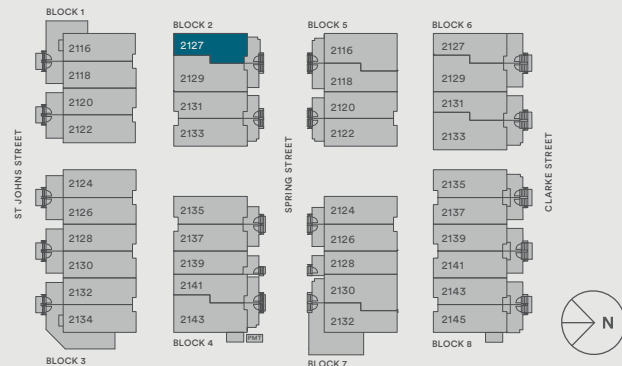 BLOCK 1
2116
2118
2120
2122
ST JOHNS STREET
2124
2126
2128
2130
2132
2134
BLOCK 3
BLOCK 2
2127
2129
2131
2133
2135
2137
2139
2141
2143
BLOCK 4
PMT
SPRING STREET
BLOCK 5
2116
2118
2120
2122
2124
2126
2128
2130
2132
BLOCK 7
BLOCK 6
2127
2129
2131
2133
2135
2137
2139
2141
2143
2145
BLOCK 8
CLARKE STREET
N